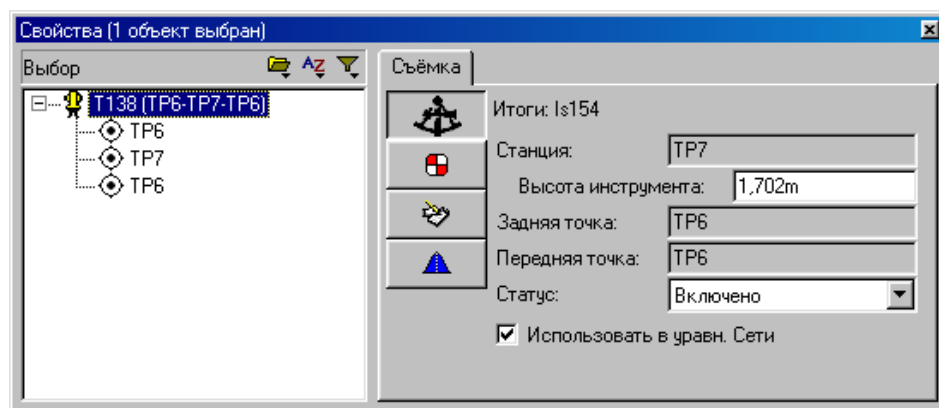 Свойства (1 объект выбран)
Выбор
T138 (TP6-TP7-TP6)
TP6
TP7
TP6
Съёмка
Итоги: ls154
Станция: TP7
Высота инструмента: 1,702m
Задняя точка: TP6
Передняя точка: TP6
Статус: Включено
Использовать в уравн. Сети